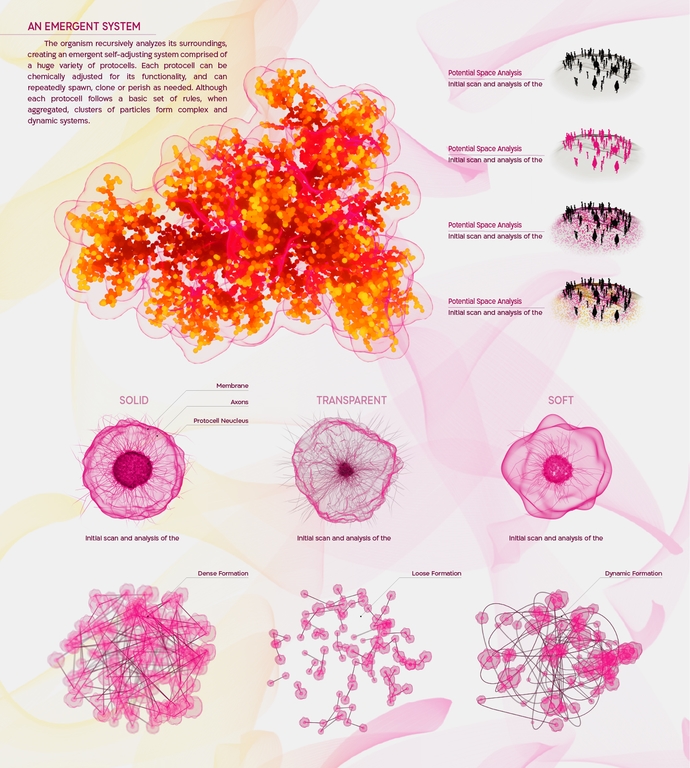 AN EMERGENT SYSTEM
The organism recursively analyzes its surroundings,
creating an emergent self-adjusting system comprised of
a huge variety of protocells. Each protocell can be
chemically adjusted for its functionality, and can
repeatedly spawn, clone or perish as needed. Although
each protocell follows a basic set of rules, when
aggregated, clusters of particles form complex and
dynamic systems.
Potential Space Analysis
Initial scan and analysis of the
Potential Space Analysis
Initial scan and analysis of the
Potential Space Analysis
Initial scan and analysis of the
Potential Space Analysis
Initial scan and analysis of the
SOLID
Membrane
Axons
Protocell Neucleus
TRANSPARENT
SOFT
Initial scan and analysis of the
Initial scan and analysis of the
Initial scan and analysis of the
Dense Formation
Loose Formation
Dynamic Formation